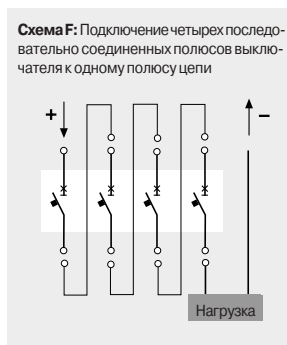 Схема F: Подключение четырех последо-
вательно соединенных полюсов выклю-
чателя к одному полюсу цепи
+ –
Нагрузка